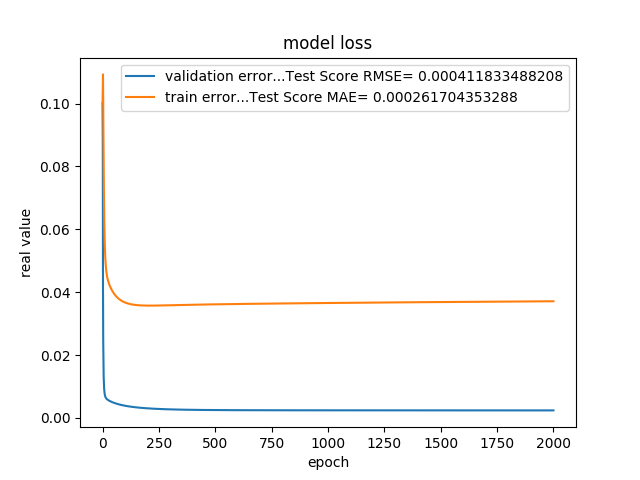 model loss
validation error...Test Score RMSE= 0.000411833488208
train error...Test Score MAE= 0.000261704353288
0.10
0.08
0.06
0.04
0.02
0.00
real value
0 250 500 750 1000 1250 1500 1750 2000
epoch